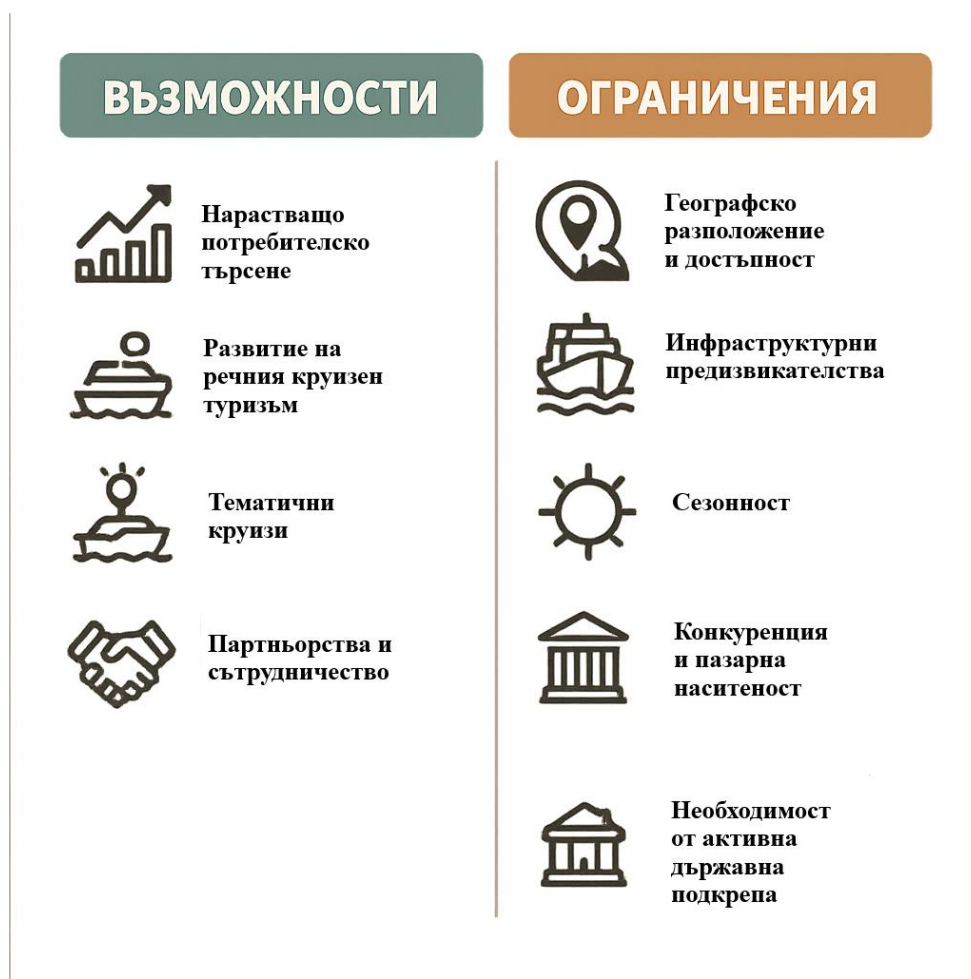 ВЪЗМОЖНОСТИ
Нарастващо
потребителско
търсене
Развитие на
речния круизен
туризъм
Тематични
круизи
Партньорства и
сътрудничество
ОГРАНИЧЕНИЯ
Географско
разположение
и достъпност
Инфраструктурни
предизвикателства
Сезонност
Конкуренция
и пазарна
наситеност
Необходимост
от активна
държавна
подкрепа